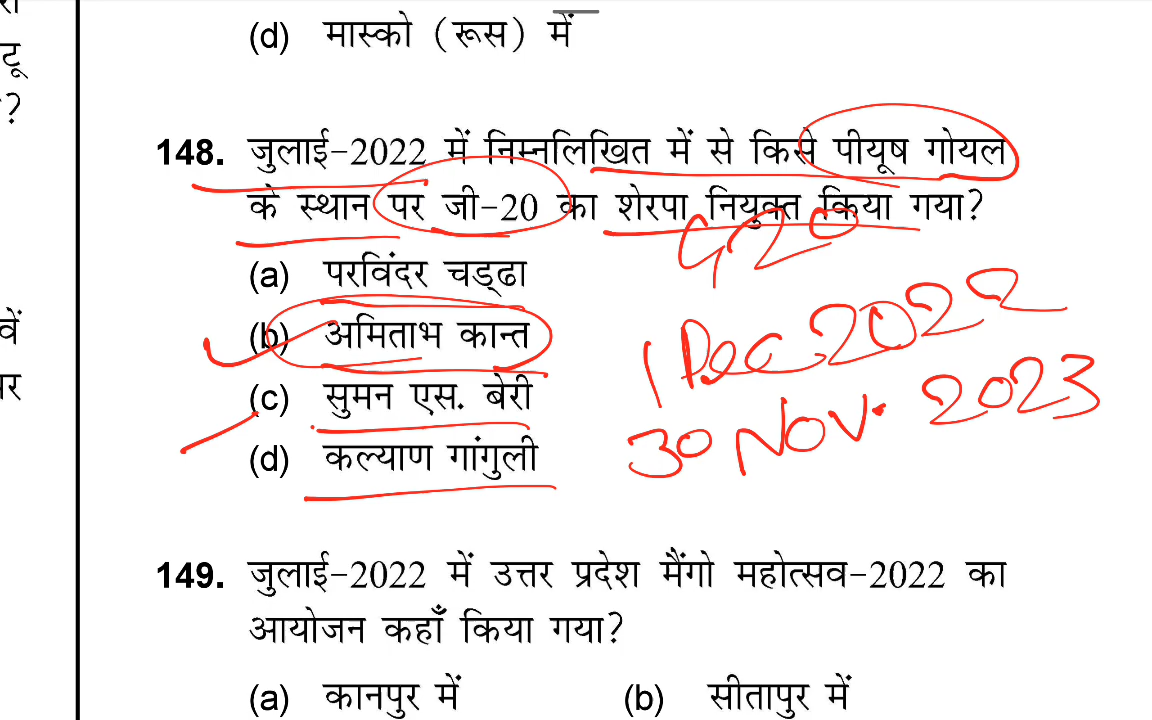 (d) मास्को (रूस) में
टू
?
148. जुलाई-2022 में निम्नलिखित में से किसे पीयूष गोयल
के स्थान पर जी-20 का शेरपा नियुक्त किया गया?
G20
(a) परविंदर चड्ढा
(b) अमिताभ कान्त
1 Dec 2022
(c) सुमन एस. बेरी
30 Nov. 2023
(d) कल्याण गांगुली
149. जुलाई-2022 में उत्तर प्रदेश मैंगो महोत्सव-2022 का
आयोजन कहाँ किया गया?
(a) कानपुर में (b) सीतापुर में